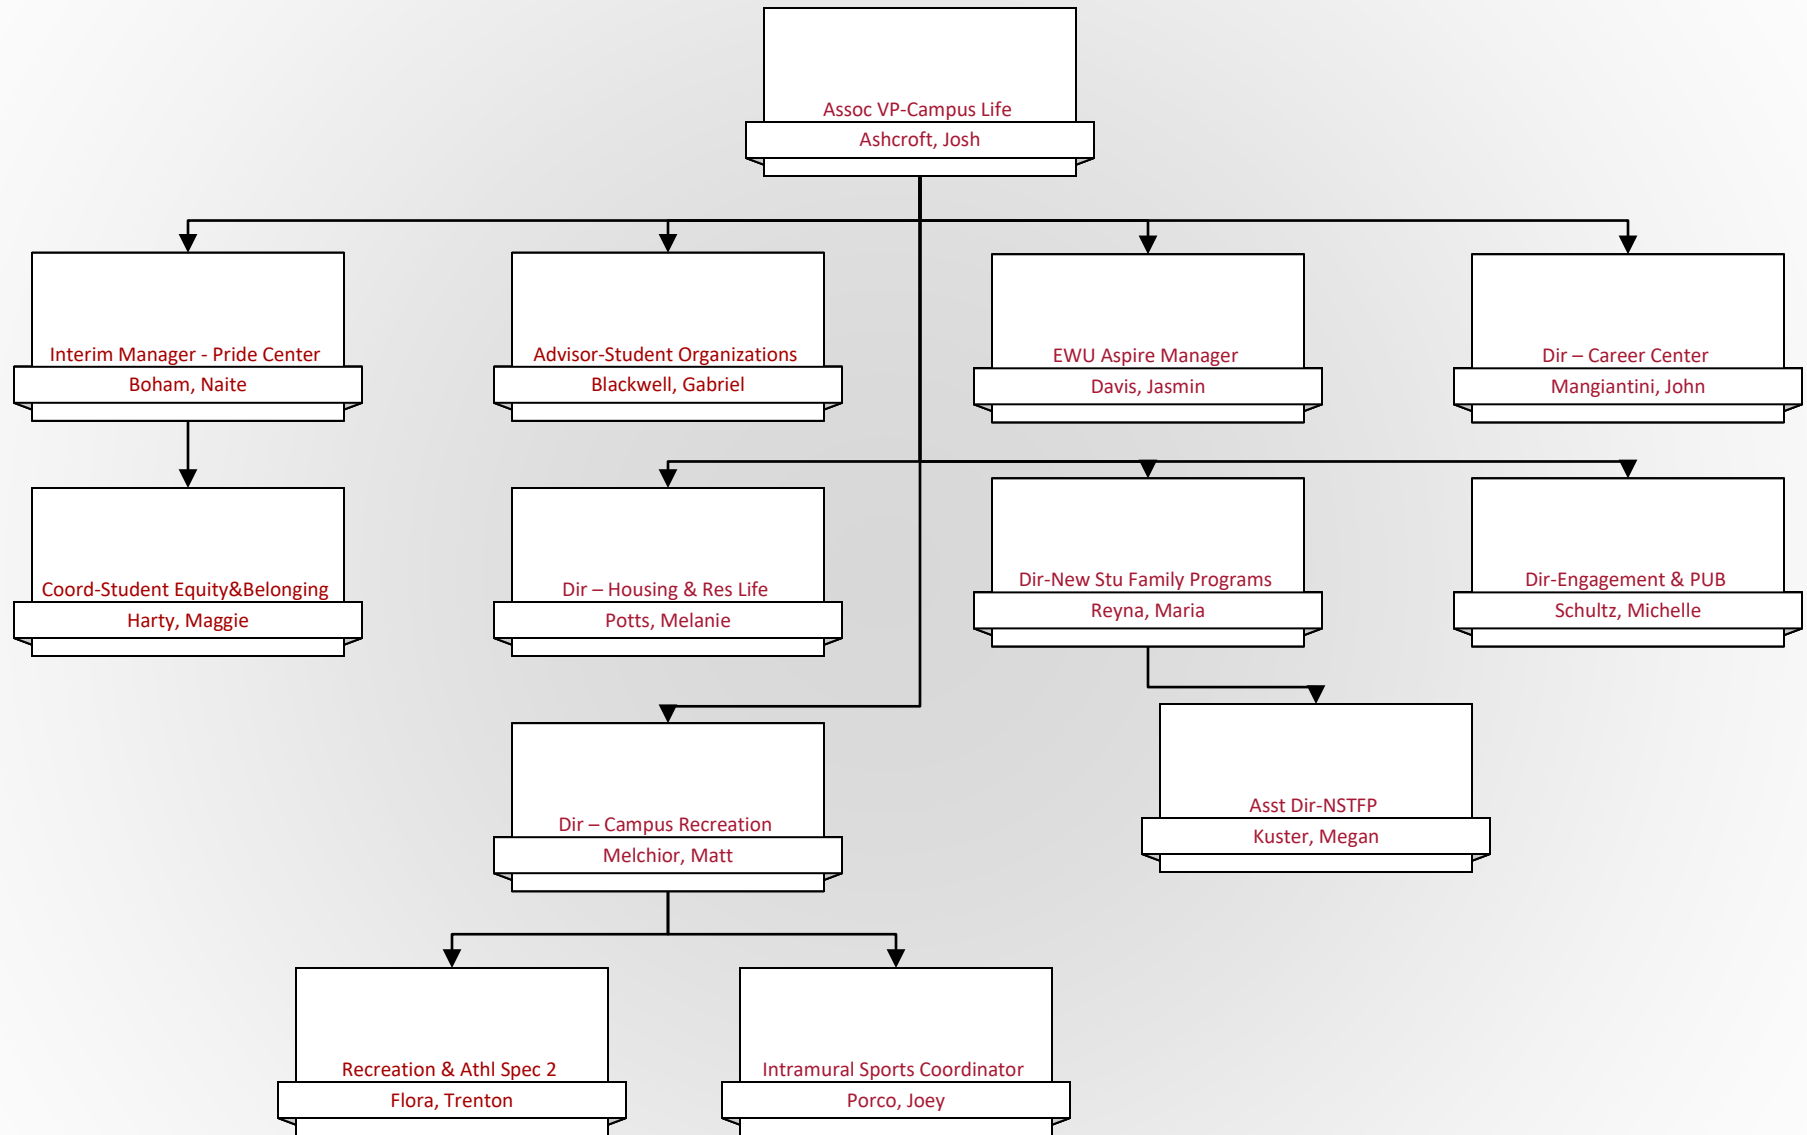 Assoc VP-Campus Life
Ashcroft, Josh
Interim Manager - Pride Center
Boham, Naite
Advisor-Student Organizations
Blackwell, Gabriel
EWU Aspire Manager
Davis, Jasmin
Dir – Career Center
Mangiantini, John
Coord-Student Equity&Belonging
Harty, Maggie
Dir – Housing & Res Life
Potts, Melanie
Dir-New Stu Family Programs
Reyna, Maria
Dir-Engagement & PUB
Schultz, Michelle
Dir – Campus Recreation
Melchior, Matt
Asst Dir-NSTFP
Kuster, Megan
Recreation & Athl Spec 2
Flora, Trenton
Intramural Sports Coordinator
Porco, Joey